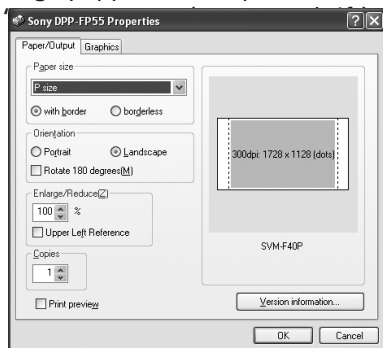 Sony DPP-FP55 Properties
Paper/Output
Graphics
Paper size
P size
with border
borderless
Orientation
Portrait
Landscape
Rotate 180 degrees(M)
Enlarge/Reduce(Z)
100 %
Upper Left Reference
Copies
1
Print preview
300dpi: 1728 x 1128 (dots)
SVM-F40P
Version information...
OK
Cancel